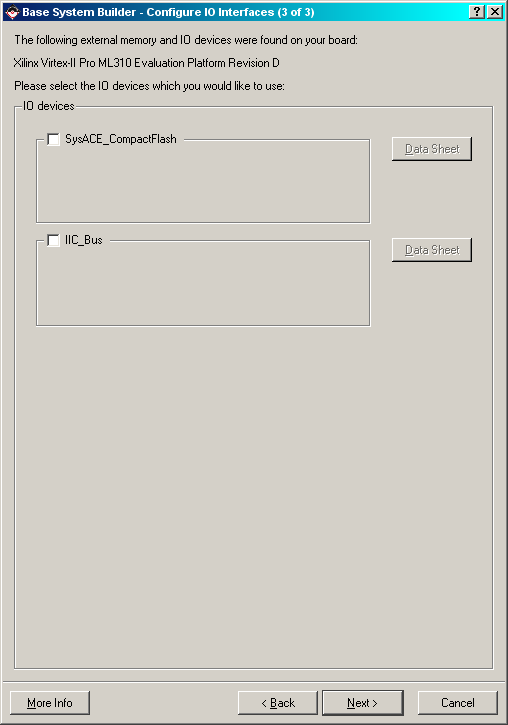 Base System Builder - Configure IO Interfaces (3 of 3)
The following external memory and IO devices were found on your board:
Xilinx Virtex-II Pro ML310 Evaluation Platform Revision D
Please select the IO devices which you would like to use:
IO devices
SysACE_CompactFlash
Data Sheet
IIC_Bus
Data Sheet
More Info
< Back
Next >
Cancel